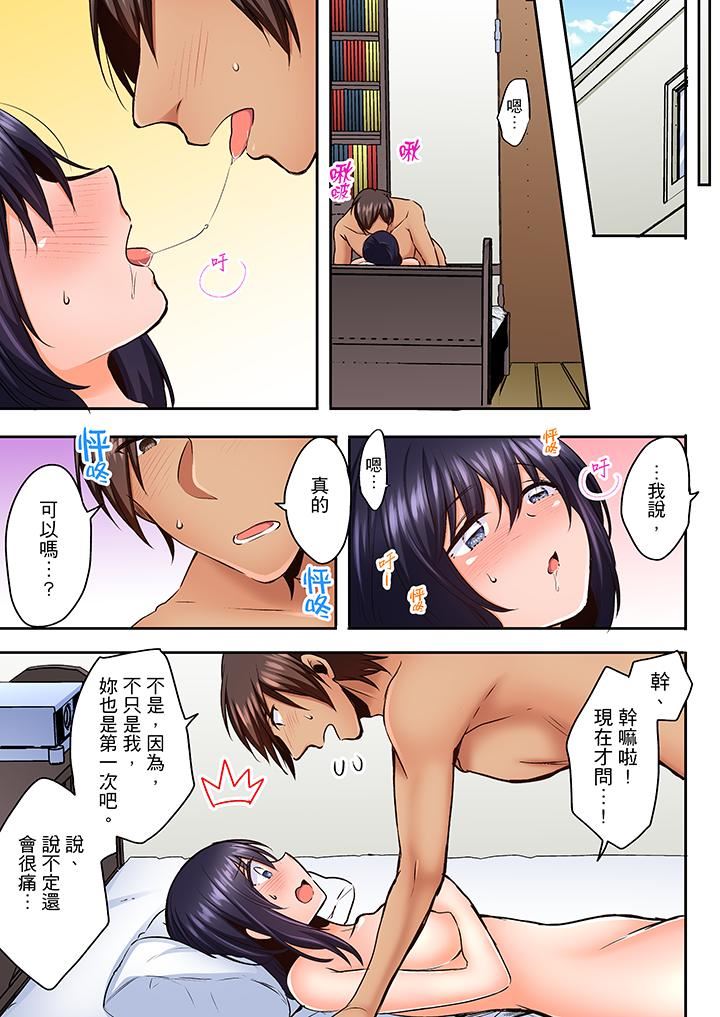 嗯…
啾
啾
啵
吁
…我說，
怦
咚
吁
嗯…
吁
怦
咚
真的
怦
咚
可以嗎…？
怦
咚
幹、
幹嘛啦！
現在才問…！
不是，因為，
不只是我，
妳也是第一次吧。
說、
說不定還
會很痛…